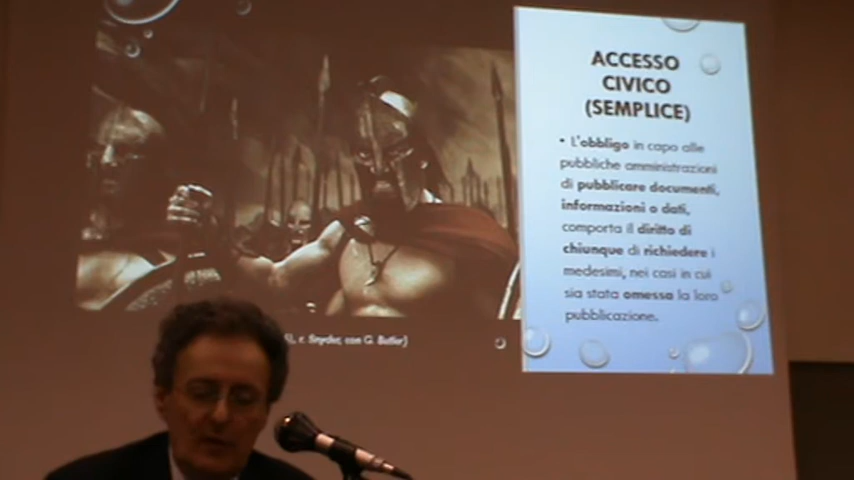 ACCESSO
CIVICO
(SEMPLICE)
• L'obbligo in capo alle
pubbliche amministrazioni
di pubblicare documenti,
informazioni o dati,
comporta il diritto di
chiunque di richiedere i
medesimi, nei casi in cui
sia stata omessa la loro
pubblicazione.
r. Snyder, con G. Butler)